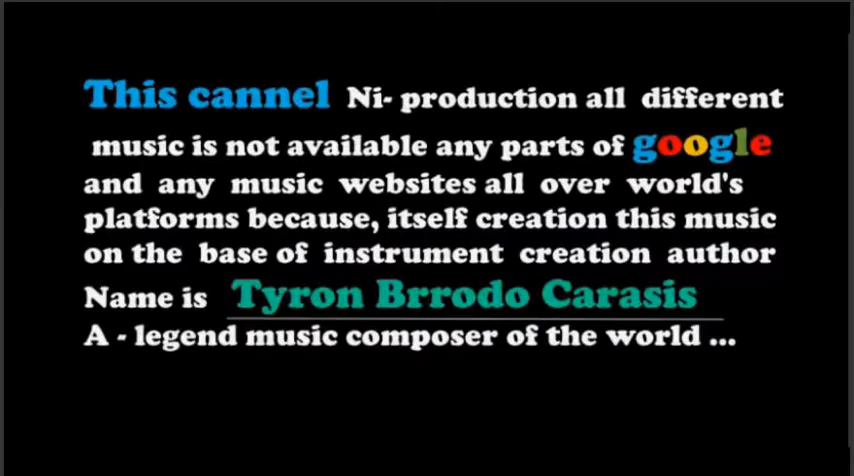 This cannel Ni- production all different
music is not available any parts of google
and any music websites all over world's
platforms because, itself creation this music
on the base of instrument creation author
Name is Tyron Brrodo Carasis
A - legend music composer of the world ...